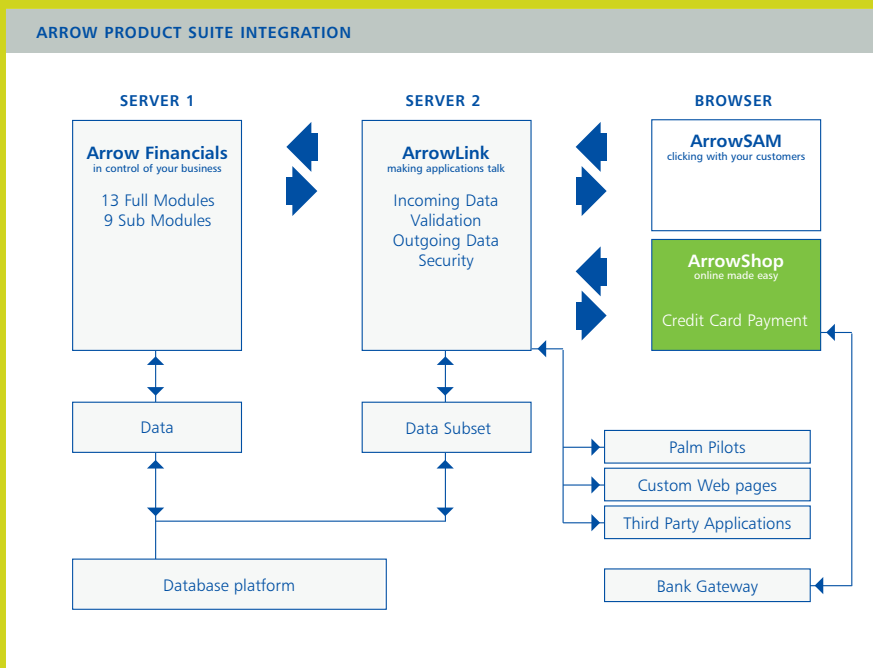 ARROW PRODUCT SUITE INTEGRATION
SERVER 1
Arrow Financials
in control of your business
13 Full Modules
9 Sub Modules
SERVER 2
ArrowLink
making applications talk
Incoming Data
Validation
Outgoing Data
Security
BROWSER
ArrowSAM
clicking with your customers
ArrowShop
online made easy
Credit Card Payment
Data
Data Subset
Palm Pilots
Custom Web pages
Third Party Applications
Database platform
Bank Gateway